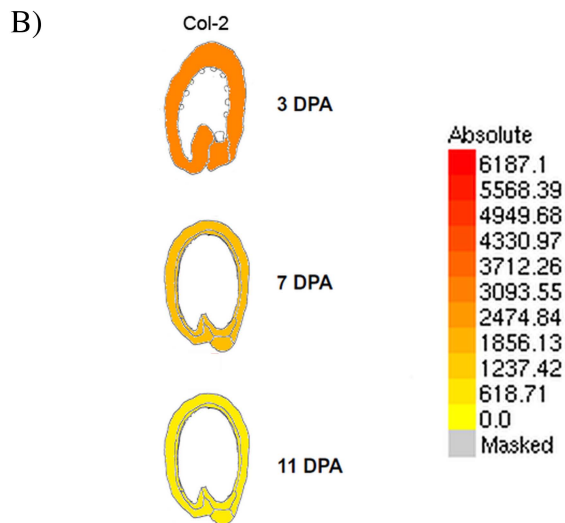 B)
Col-2
3 DPA
7 DPA
11 DPA
Absolute
6187.1
5568.39
4949.68
4330.97
3712.26
3093.55
2474.84
1856.13
1237.42
618.71
0.0
Masked